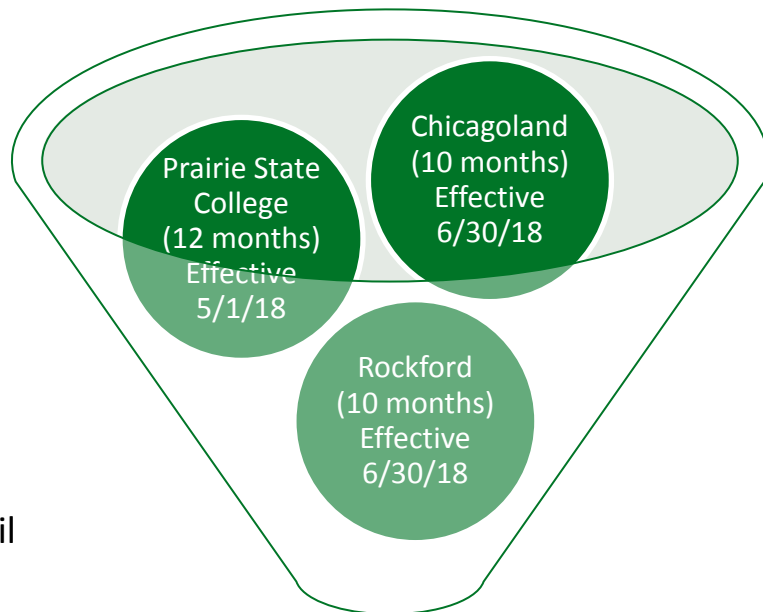 Prairie State
College
(12 months)
Effective
5/1/18
Chicagoland
(10 months)
Effective
6/30/18
Rockford
(10 months)
Effective
6/30/18
il